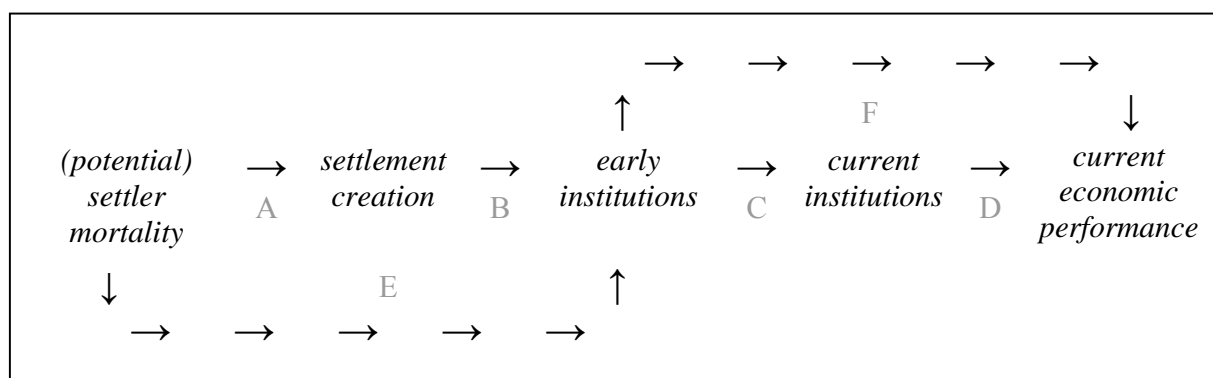 F
(potential)
settler
mortality
A
settlement
creation
B
early
institutions
C
current
institutions
D
current
economic
performance
E